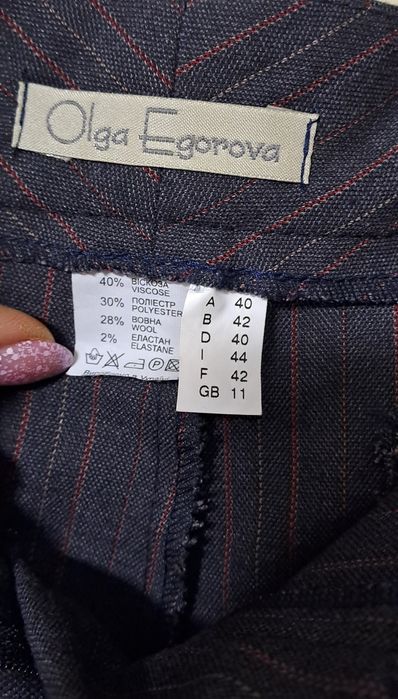 Olga Egorova
40% ВІСКОЗА
VISCOSE
30% ПОЛІЕСТР
POLYESTER
28% ВОВНА
WOOL
2% ЕЛАСТАН
ELASTANE
A 40
B 42
D 40
I 44
F 42
GB 11